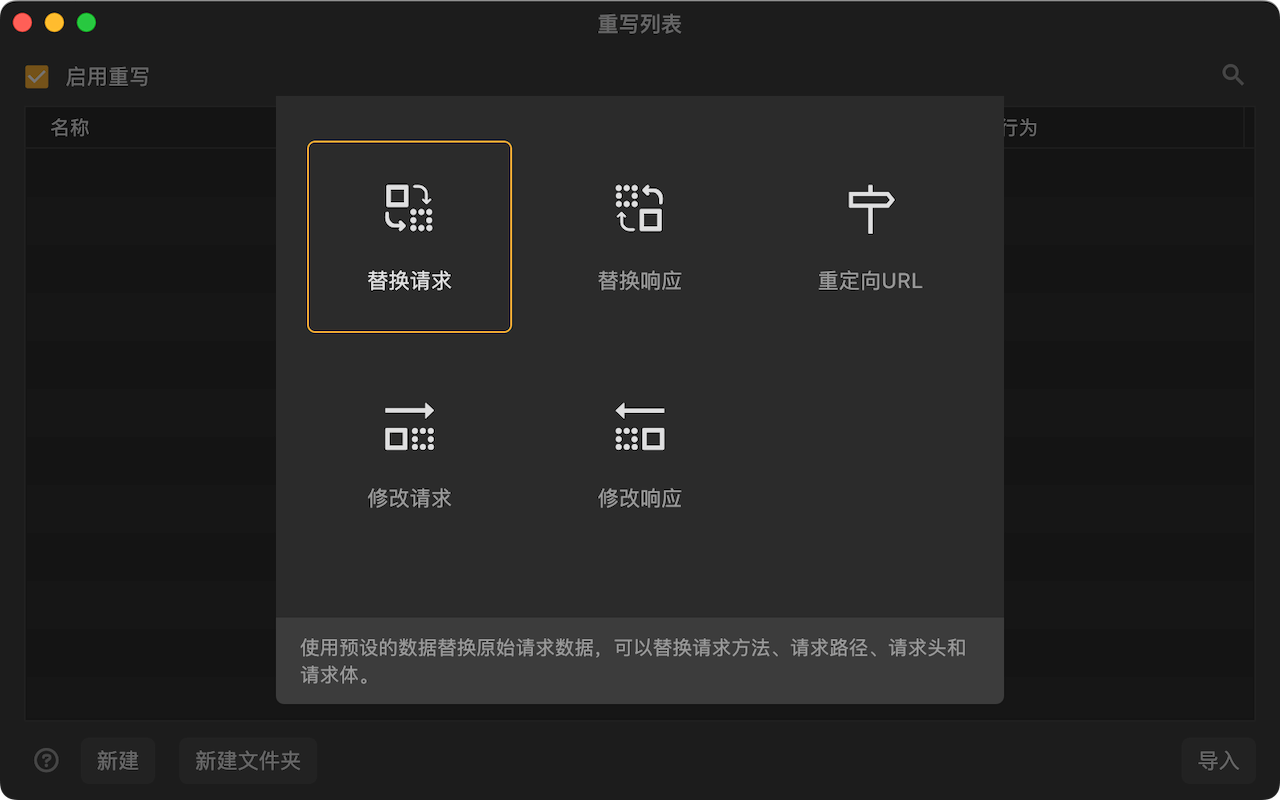 重写列表
启用重写
名称
行为
替换请求
替换响应
重定向URL
修改请求
修改响应
使用预设的数据替换原始请求数据，可以替换请求方法、请求路径、请求头和
请求体。
?
新建
新建文件夹
导入